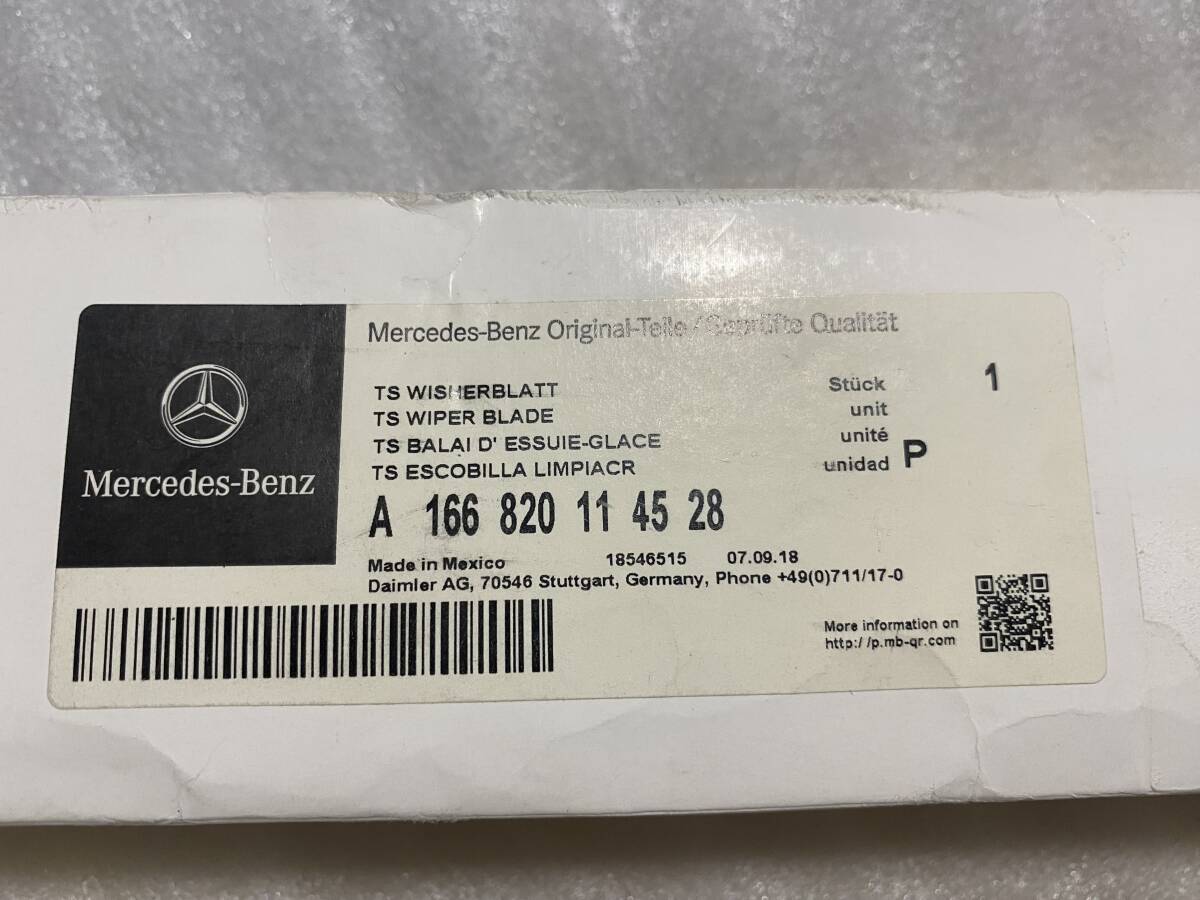 Mercedes-Benz
Mercedes-Benz Original-Teile / Geprüfte Qualität
TS WISHERBLATT
TS WIPER BLADE
TS BALAI D' ESSUIE-GLACE
TS ESCOBILLA LIMPIACR
Stück 1
unit
unité
unidad P
A 166 820 11 45 28
Made in Mexico 18546515 07.09.18
Daimler AG, 70546 Stuttgart, Germany, Phone +49(0)711/17-0
More information on
http://p.mb-qr.com